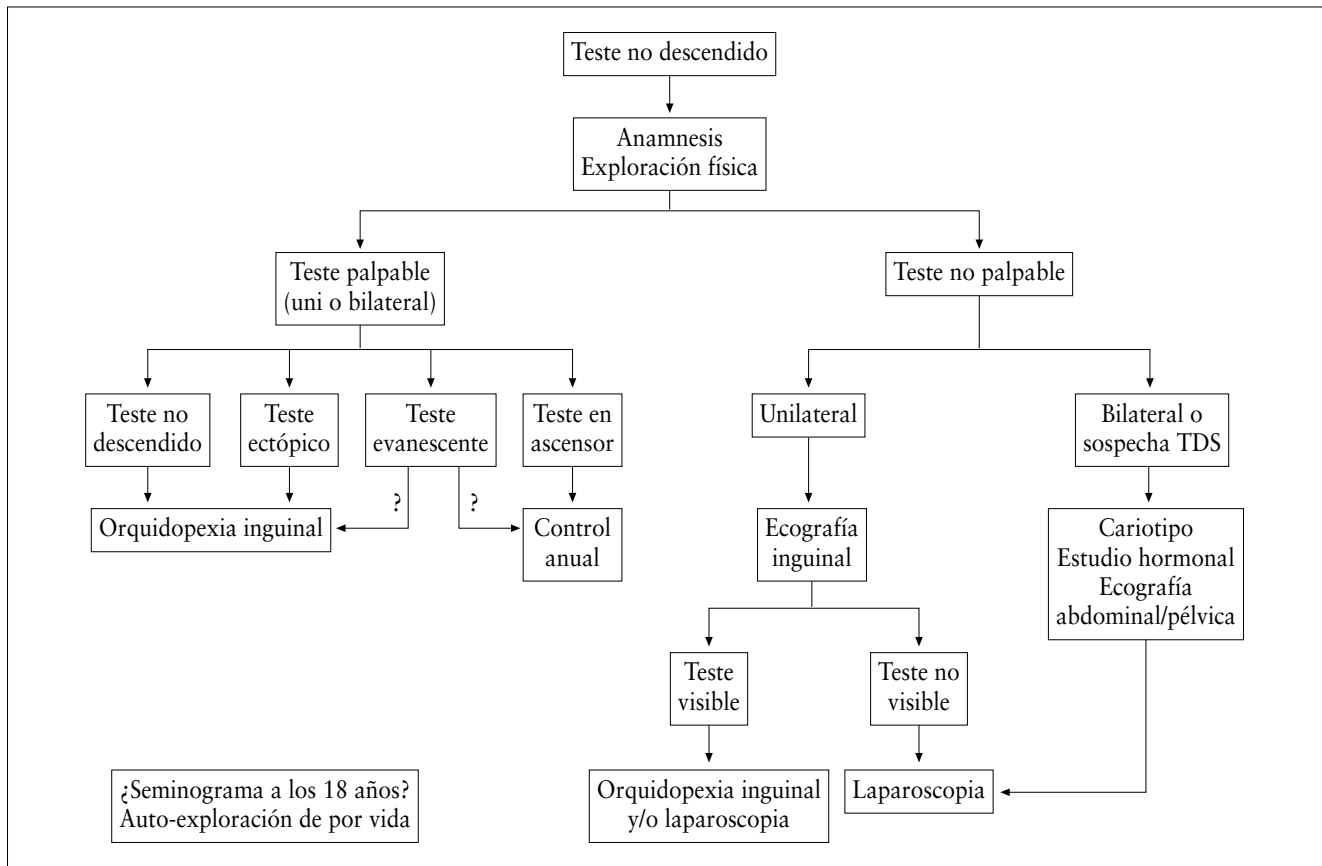 Teste no descendido
Anamnesis
Exploración física
Teste palpable
(uni o bilateral)
Teste no palpable
Teste no
descendido
Teste
ectópico
Teste
evanescente
Teste en
ascensor
Unilateral
Bilateral o
sospecha TDS
?
?
Orquidopexia inguinal
Control
anual
Ecografía
inguinal
Cariotipo
Estudio hormonal
Ecografía
abdominal/pélvica
Teste
visible
Teste no
visible
¿Seminograma a los 18 años?
Auto-exploración de por vida
Orquidopexia inguinal
y/o laparoscopia
Laparoscopia